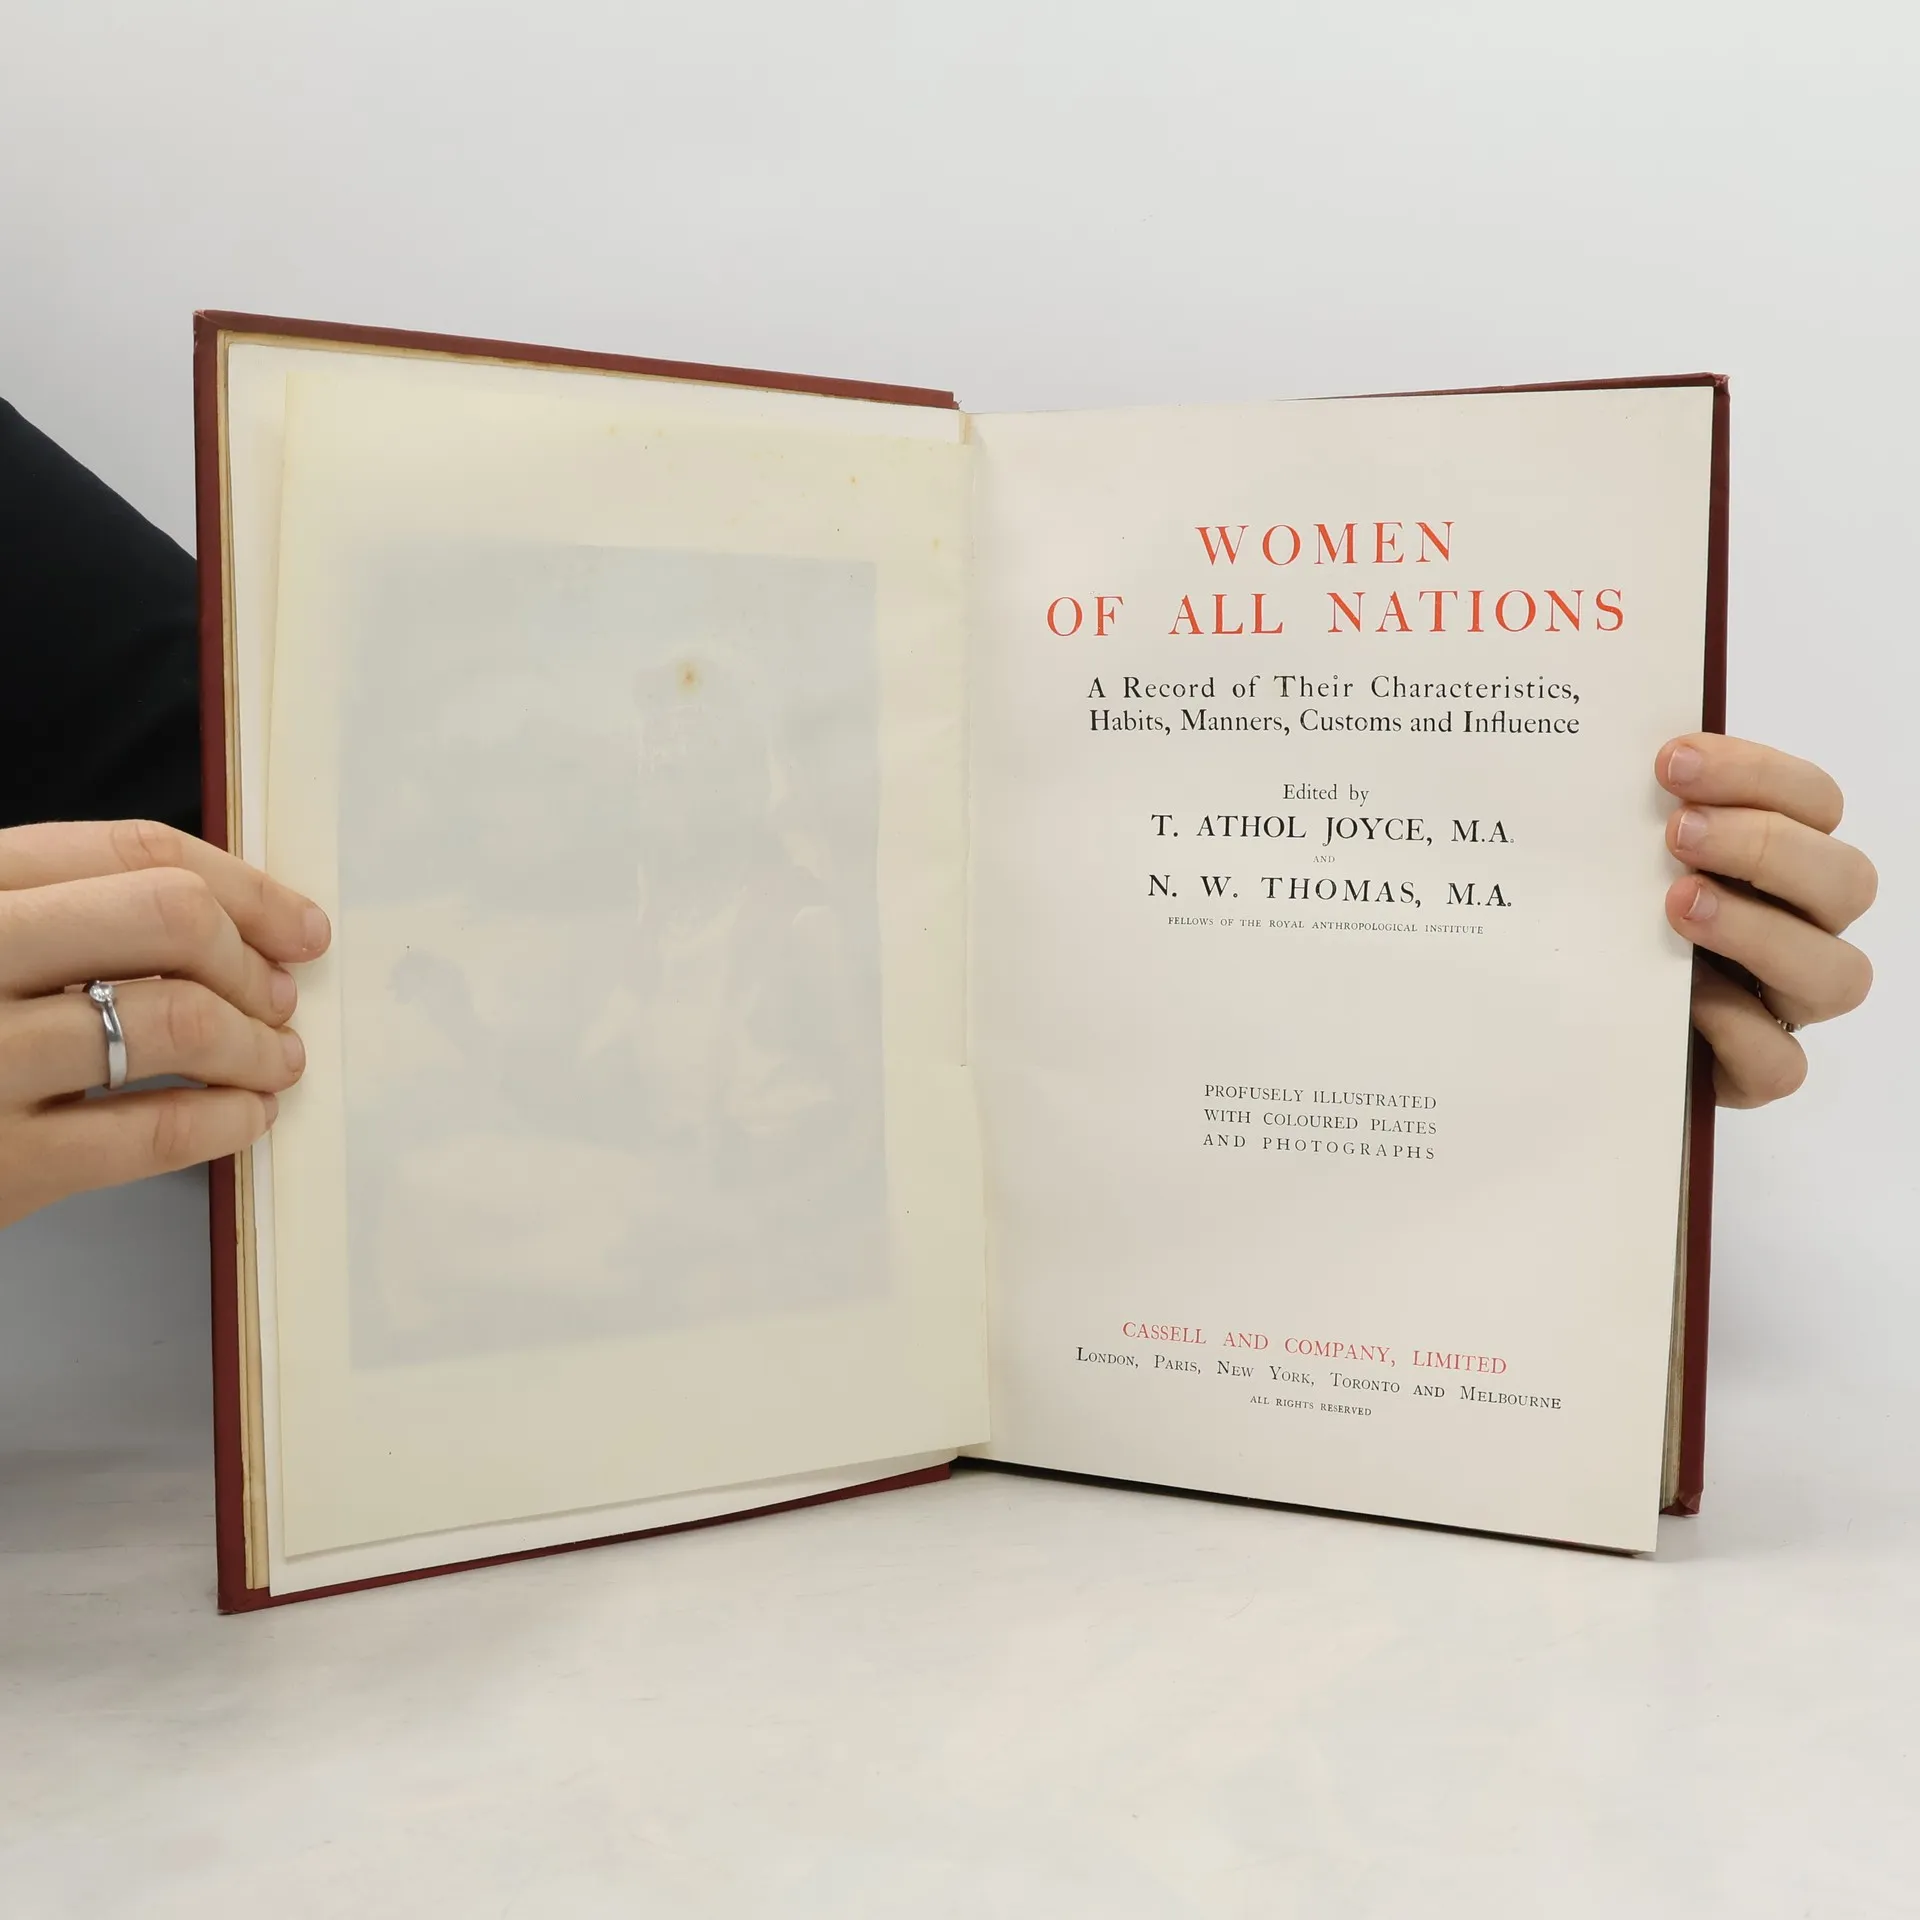 WOMEN
OF ALL NATIONS
A Record of Their Characteristics,
Habits, Manners, Customs and Influence
Edited by
T. ATHOL JOYCE, M.A.
AND
N. W. THOMAS, M.A.
FELLOWS OF THE ROYAL ANTHROPOLOGICAL INSTITUTE
PROFUSELY ILLUSTRATED
WITH COLOURED PLATES
AND PHOTOGRAPHS
CASSELL AND COMPANY, LIMITED
LONDON, PARIS, NEW YORK, TORONTO AND MELBOURNE
ALL RIGHTS RESERVED